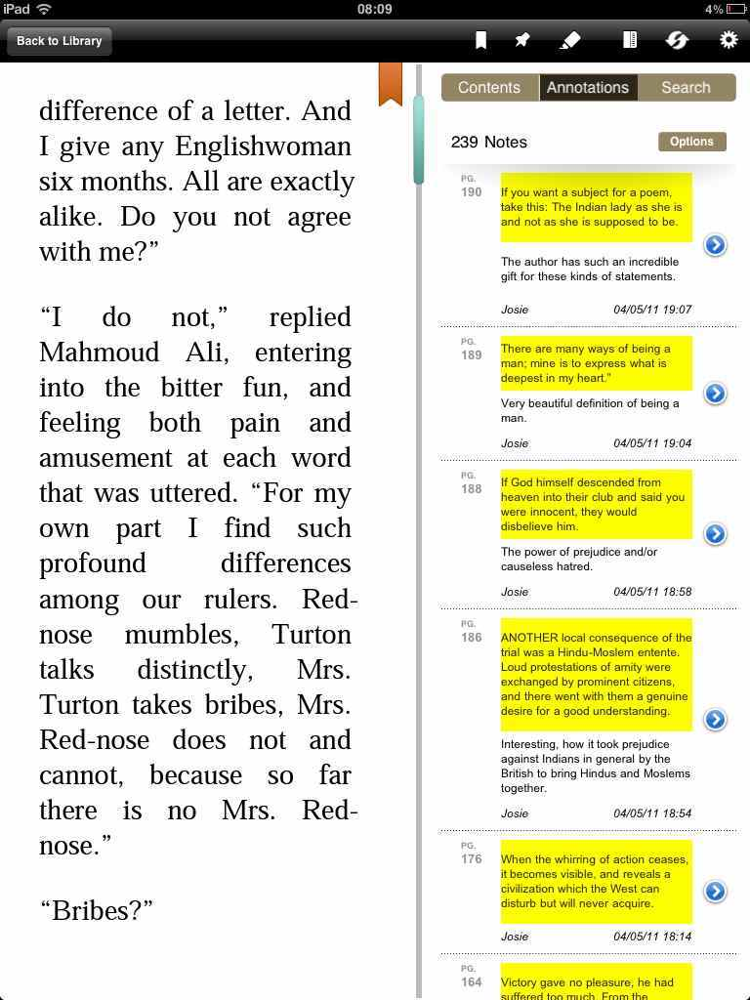 iPad
08:09
4%
Back to Library
difference of a letter. And
I give any Englishwoman
six months. All are exactly
alike. Do you not agree
with me?”
“I do not,” replied
Mahmoud Ali, entering
into the bitter fun, and
feeling both pain and
amusement at each word
that was uttered. “For my
own part I find such
profound differences
among our rulers. Red-
nose mumbles, Turton
talks distinctly, Mrs.
Turton takes bribes, Mrs.
Red-nose does not and
cannot, because so far
there is no Mrs. Red-
nose.”
“Bribes?”
Contents
Annotations
Search
239 Notes
Options
PG.
190
If you want a subject for a poem,
take this: The Indian lady as she is
and not as she is supposed to be.
The author has such an incredible
gift for these kinds of statements.
Josie 04/05/11 19:07
PG.
189
There are many ways of being a
man; mine is to express what is
deepest in my heart.”
Very beautiful definition of being a
man.
Josie 04/05/11 19:04
PG.
188
If God himself descended from
heaven into their club and said you
were innocent, they would
disbelieve him.
The power of prejudice and/or
causeless hatred.
Josie 04/05/11 18:58
PG.
186
ANOTHER local consequence of the
trial was a Hindu-Moslem entente.
Loud protestations of amity were
exchanged by prominent citizens,
and there went with them a genuine
desire for a good understanding.
Interesting, how it took prejudice
against Indians in general by the
British to bring Hindus and Moslems
together.
Josie 04/05/11 18:54
PG.
176
When the whirring of action ceases,
it becomes visible, and reveals a
civilization which the West can
disturb but will never acquire.
Josie 04/05/11 18:14
PG.
164
Victory gave no pleasure, he had
suffered too much. From the